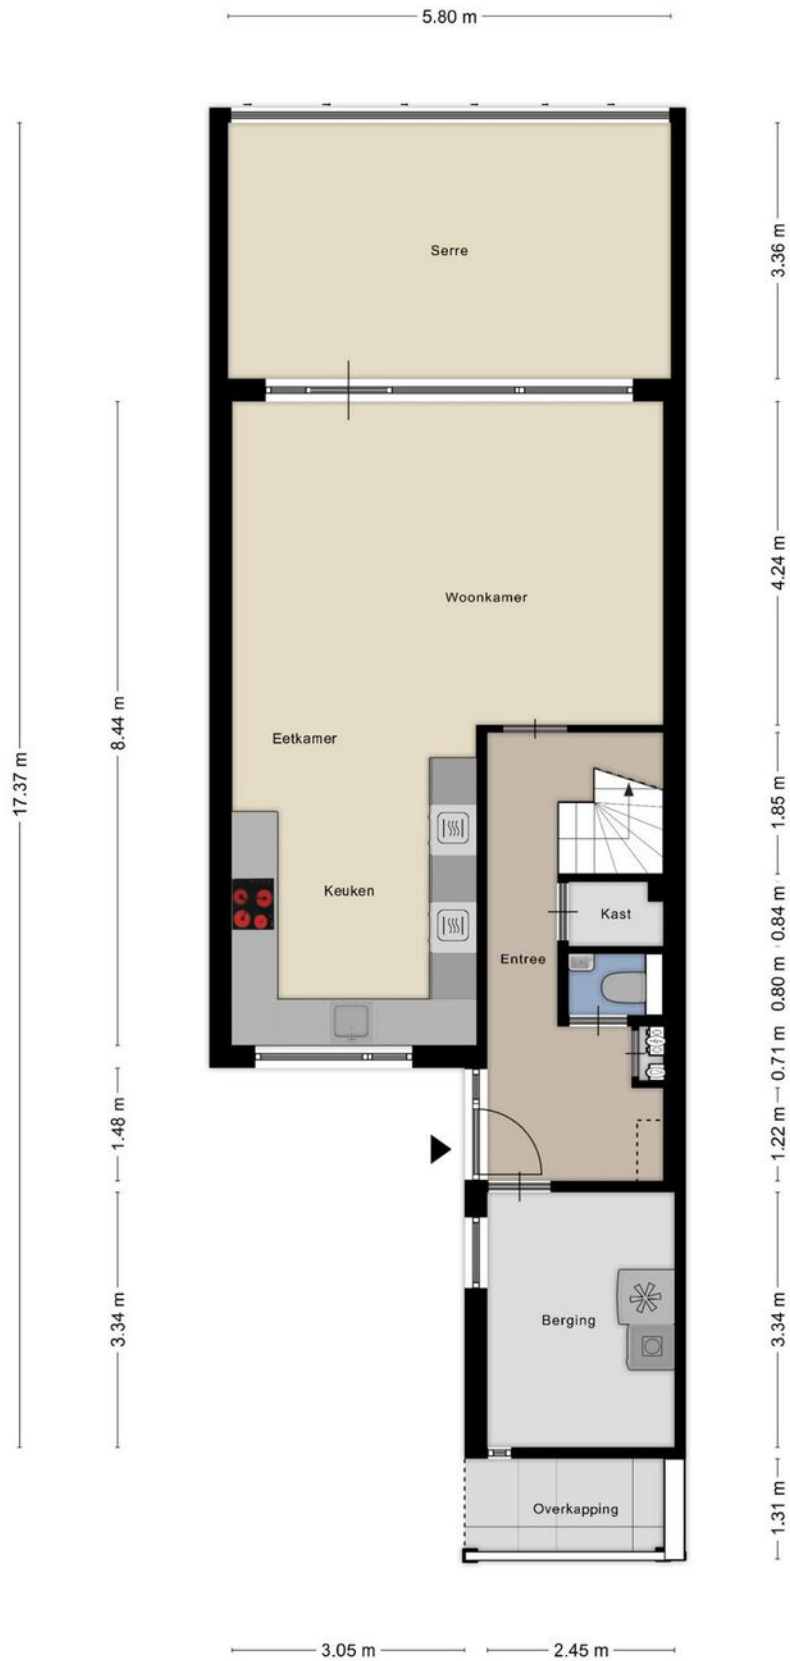 5.80 m
Serre
3.36 m
Woonkamer
4.24 m
Eetkamer
8.44 m
17.37 m
1.85 m
Keuken
Kast
0.84 m
Entree
0.80 m
0.71 m
1.48 m
1.22 m
Berging
3.34 m
3.34 m
Overkapping
1.31 m
3.05 m
2.45 m